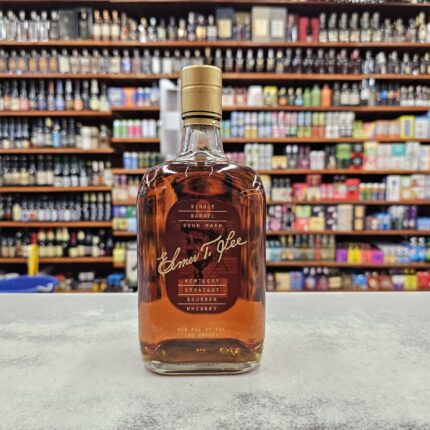 SINGLE
BARREL
SOUR MASH
Elmer T. Lee
KENTUCKY
STRAIGHT
BOURBON
WHISKEY